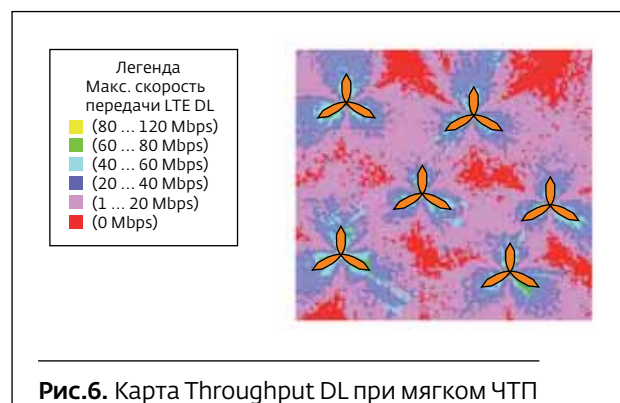 Легенда
Макс. скорость
передачи LTE DL
(80 ... 120 Mbps)
(60 ... 80 Mbps)
(40 ... 60 Mbps)
(20 ... 40 Mbps)
(1 ... 20 Mbps)
(0 Mbps)
Рис.6. Карта Throughput DL при мягком ЧТП